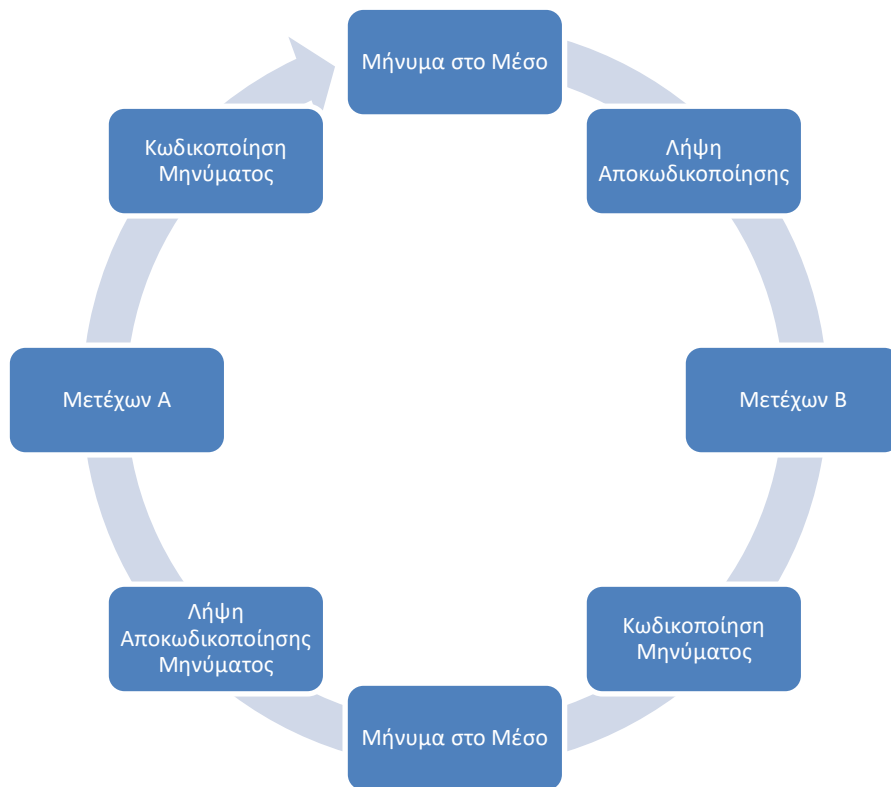 Μήνυμα στο Μέσο
Λήψη
Αποκωδικοποίησης
Μετέχων Β
Κωδικοποίηση
Μηνύματος
Μήνυμα στο Μέσο
Λήψη
Αποκωδικοποίησης
Μηνύματος
Μετέχων Α
Κωδικοποίηση
Μηνύματος